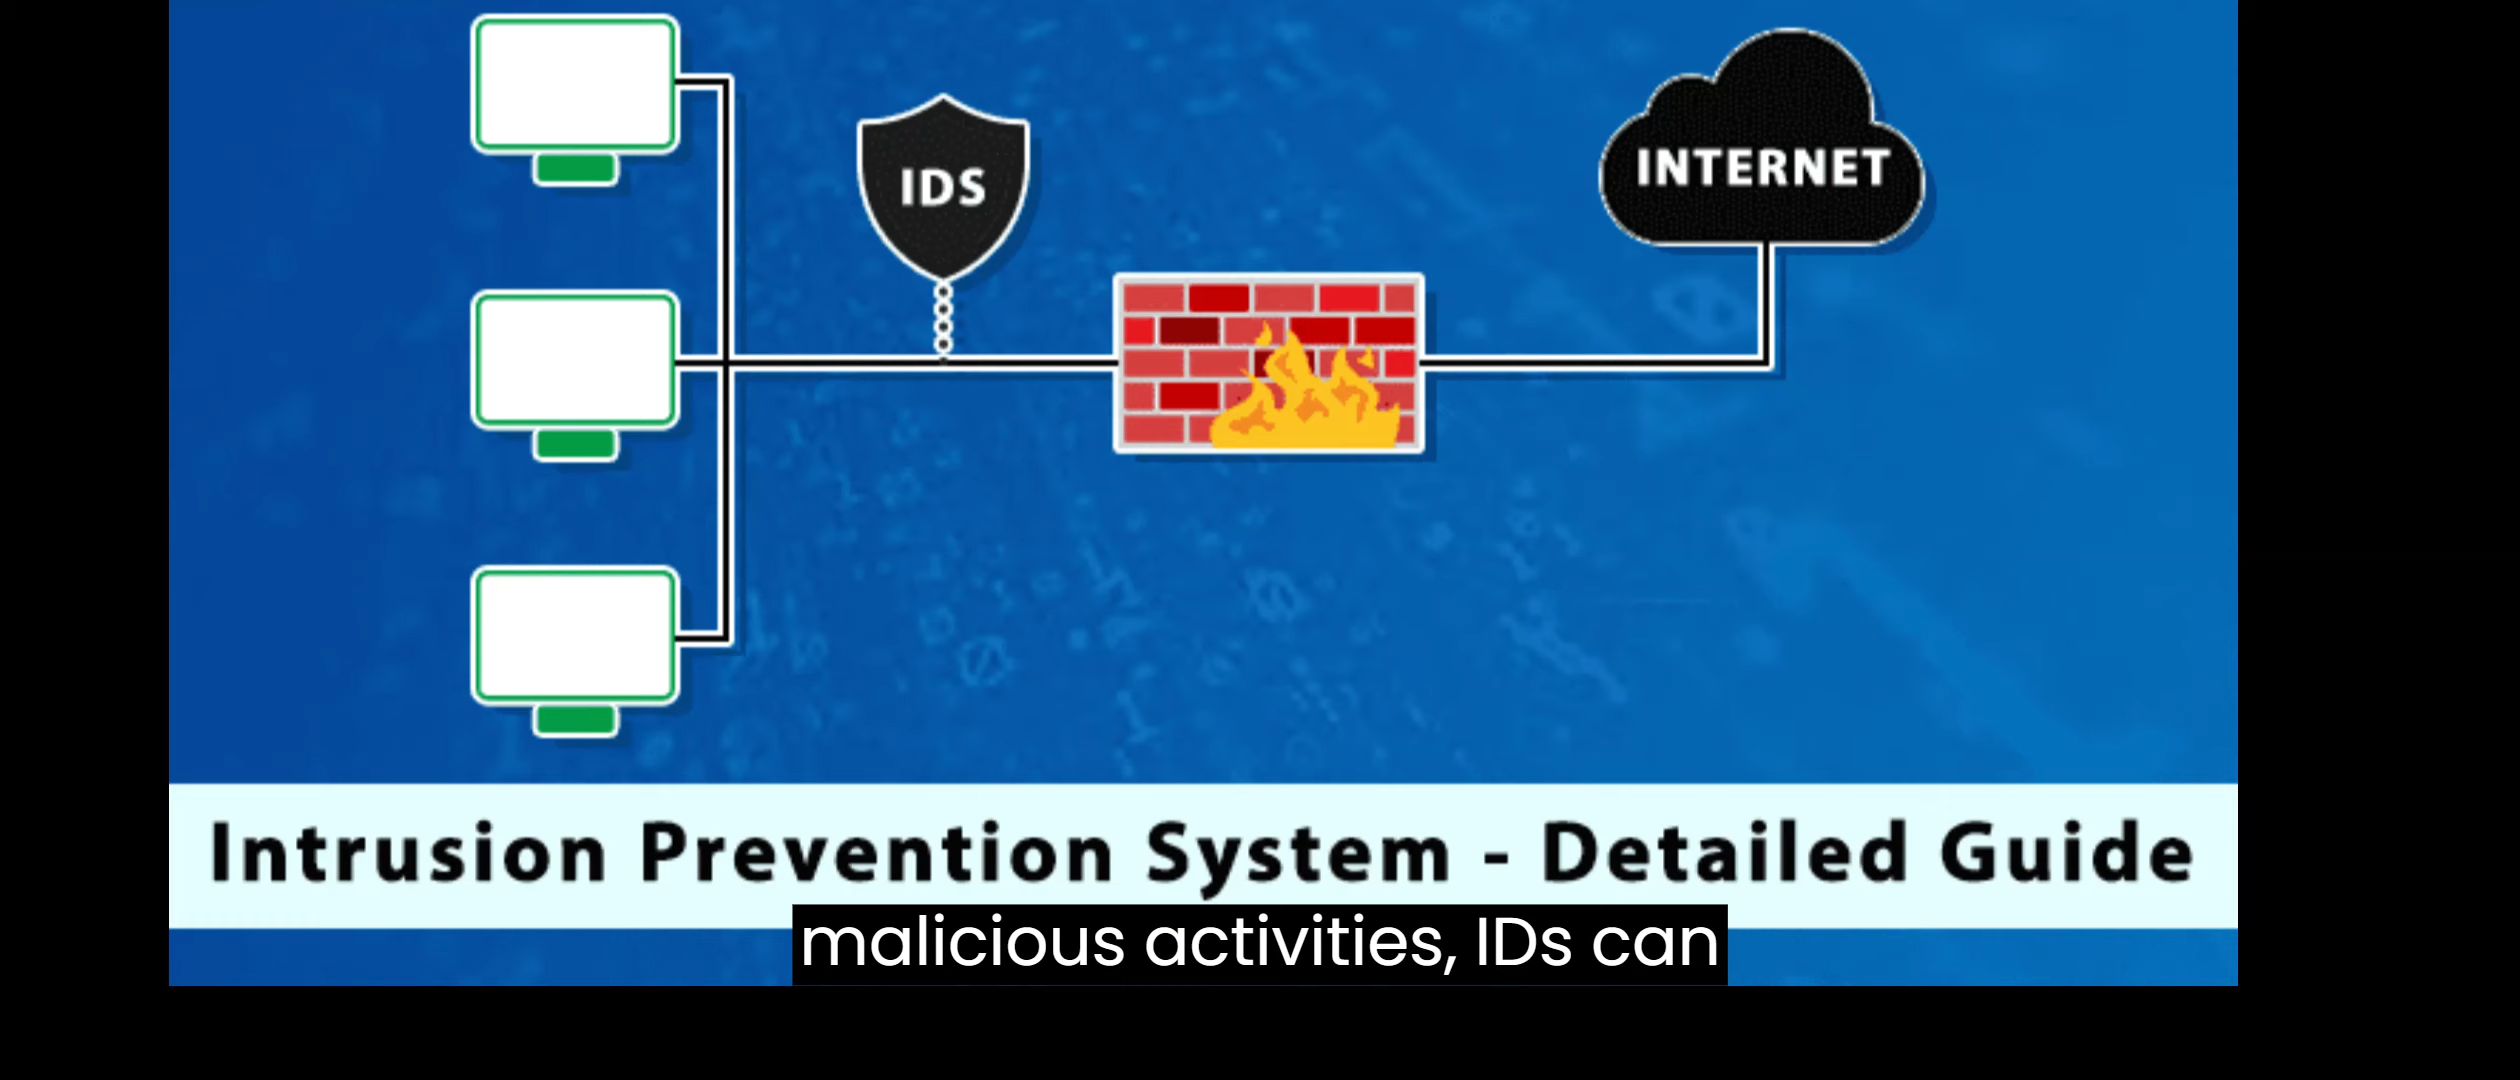 IDS
INTERNET
Intrusion Prevention System - Detailed Guide
malicious activities, IDs can